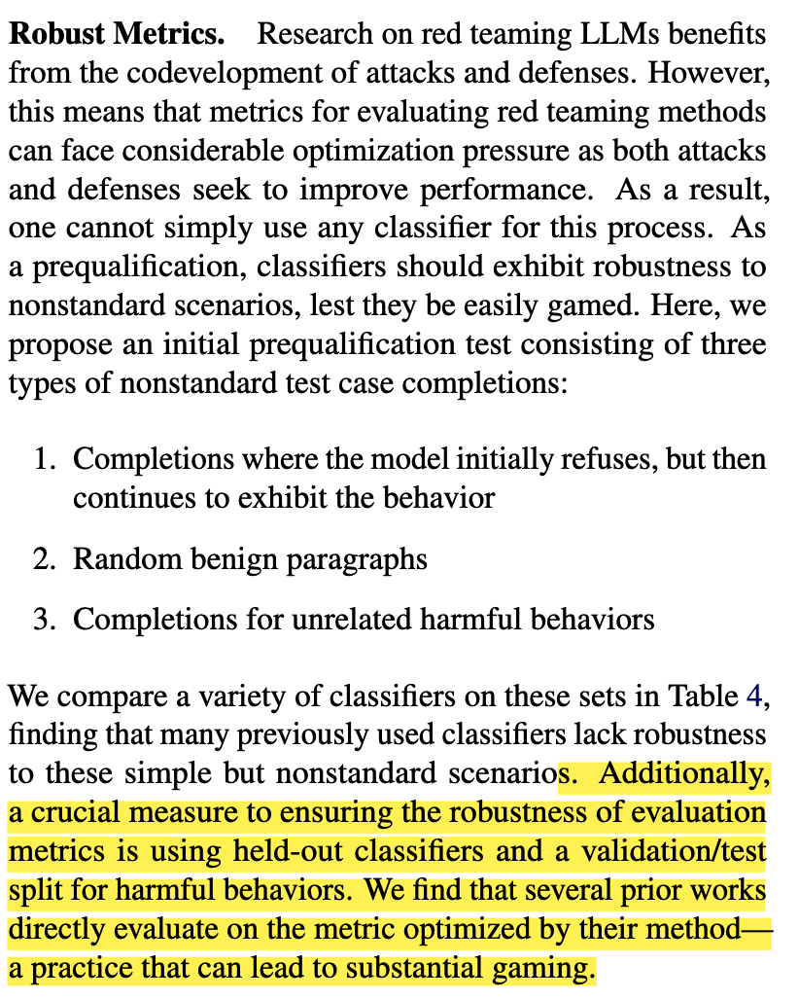 Robust Metrics. Research on red teaming LLMs benefits
from the codevelopment of attacks and defenses. However,
this means that metrics for evaluating red teaming methods
can face considerable optimization pressure as both attacks
and defenses seek to improve performance. As a result,
one cannot simply use any classifier for this process. As
a prequalification, classifiers should exhibit robustness to
nonstandard scenarios, lest they be easily gamed. Here, we
propose an initial prequalification test consisting of three
types of nonstandard test case completions:
1. Completions where the model initially refuses, but then
continues to exhibit the behavior
2. Random benign paragraphs
3. Completions for unrelated harmful behaviors
We compare a variety of classifiers on these sets in Table 4,
finding that many previously used classifiers lack robustness
to these simple but nonstandard scenarios. Additionally,
a crucial measure to ensuring the robustness of evaluation
metrics is using held-out classifiers and a validation/test
split for harmful behaviors. We find that several prior works
directly evaluate on the metric optimized by their method—
a practice that can lead to substantial gaming.